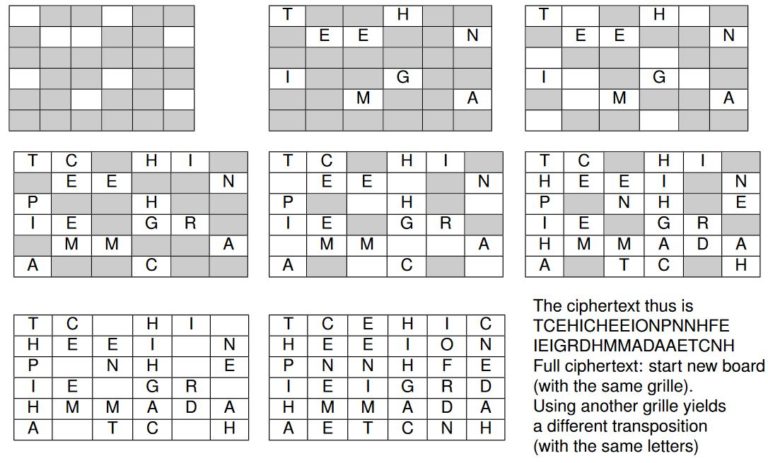 T H
E E N
I G
M A
T H
E E N
I G
M A
T C H I
E E N
P H
I E G R
M M A
A C
T C H I
E E N
P H
I E G R
M M A
A C
T C H I
H E E I N
P N H E
I E G R
H M M A D A
A T C H
T C H I
H E E I N
P N H E
I E G R
H M M A D A
A T C H
T C E H I C
H E E I O N
P N N H F E
I E I G R D
H M M A D A
A E T C N H
The ciphertext thus is
TCEHICHEEIONPNNHFE
IEIGRDHMMADAAETCNH
Full ciphertext: start new board
(with the same grille).
Using another grille yields
a different transposition
(with the same letters)